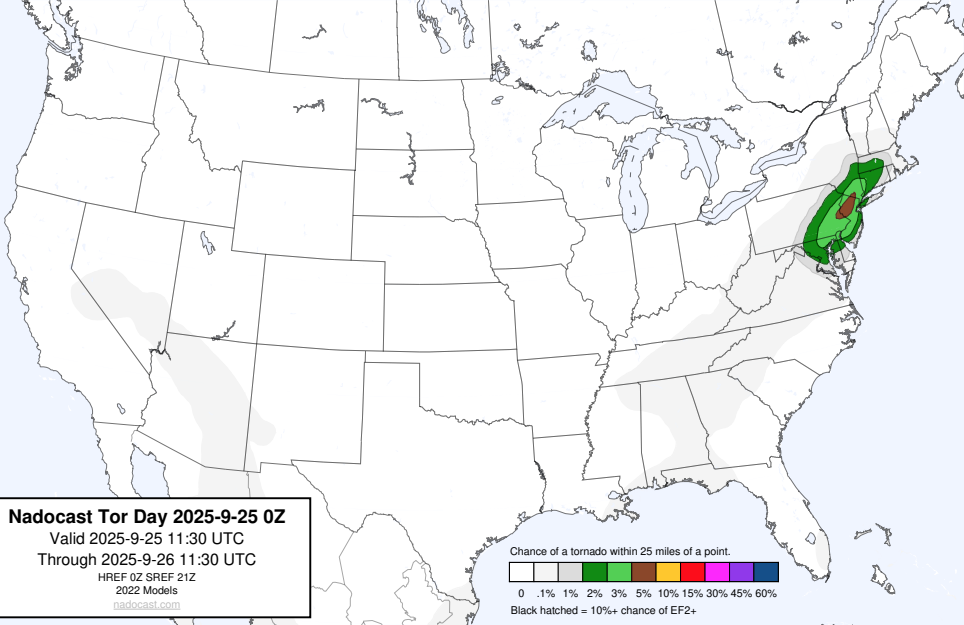 Nadocast Tor Day 2025-9-25 0Z
Valid 2025-9-25 11:30 UTC
Through 2025-9-26 11:30 UTC
HREF 0Z SREF 21Z
2022 Models
nadocast.com
Chance of a tornado within 25 miles of a point.
0 .1% 1% 2% 3% 5% 10% 15% 30% 45% 60%
Black hatched = 10%+ chance of EF2+